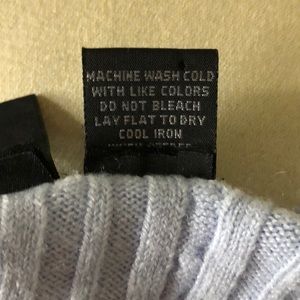 MACHINE WASH COLD
WITH LIKE COLORS
DO NOT BLEACH
LAY FLAT TO DRY
COOL IRON